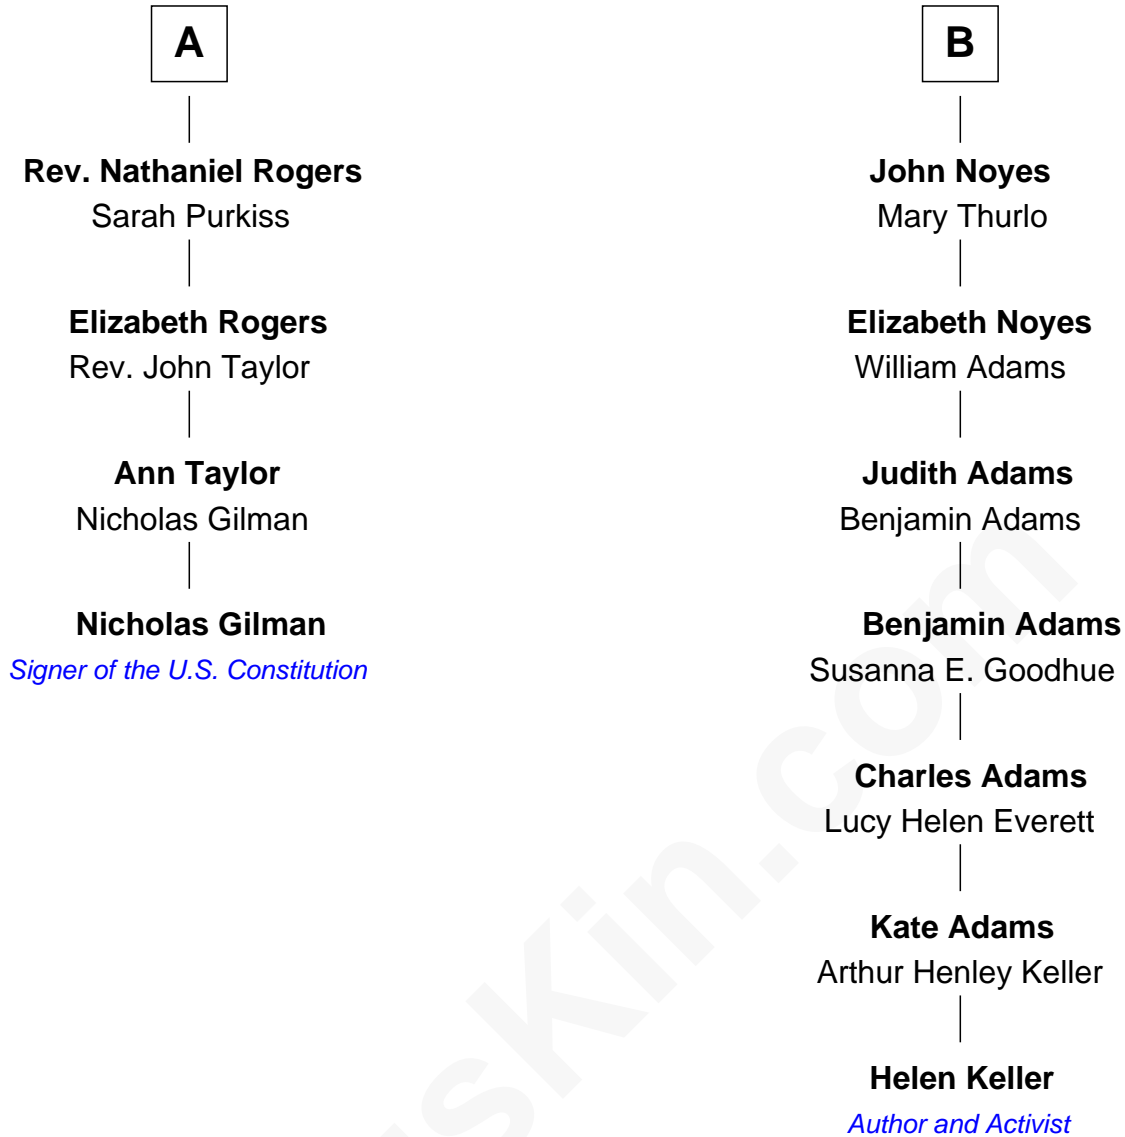 A
Rev. Nathaniel Rogers
Sarah Purkiss
Elizabeth Rogers
Rev. John Taylor
Ann Taylor
Nicholas Gilman
Nicholas Gilman
Signer of the U.S. Constitution
B
John Noyes
Mary Thurlo
Elizabeth Noyes
William Adams
Judith Adams
Benjamin Adams
Benjamin Adams
Susanna E. Goodhue
Charles Adams
Lucy Helen Everett
Kate Adams
Arthur Henley Keller
Helen Keller
Author and Activist